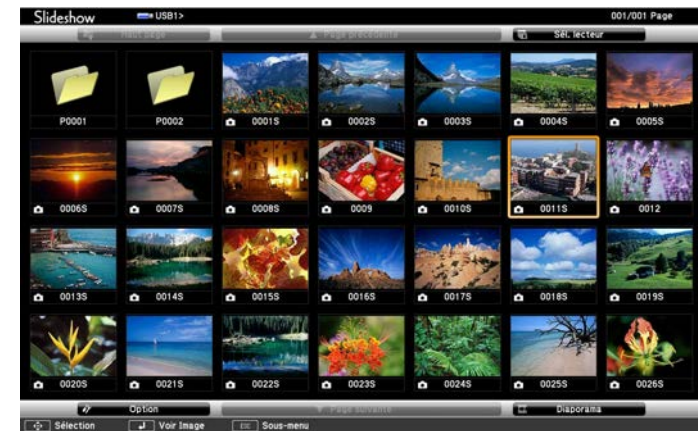 Slideshow USB1> 001/001 Page
Haut page Page précédente Sél. lecteur
P0001 P0002 0001S 0002S 0003S 0004S 0005S
0006S 0007S 0008S 0009 0010S 0011S 0012
0013S 0014S 0015S 0016S 0017S 0018S 0019S
0020S 0021S 0022S 0023S 0024S 0025S 0026S
Option Page suivante Diaporama
Sélection Voir Image Esc Sous-menu